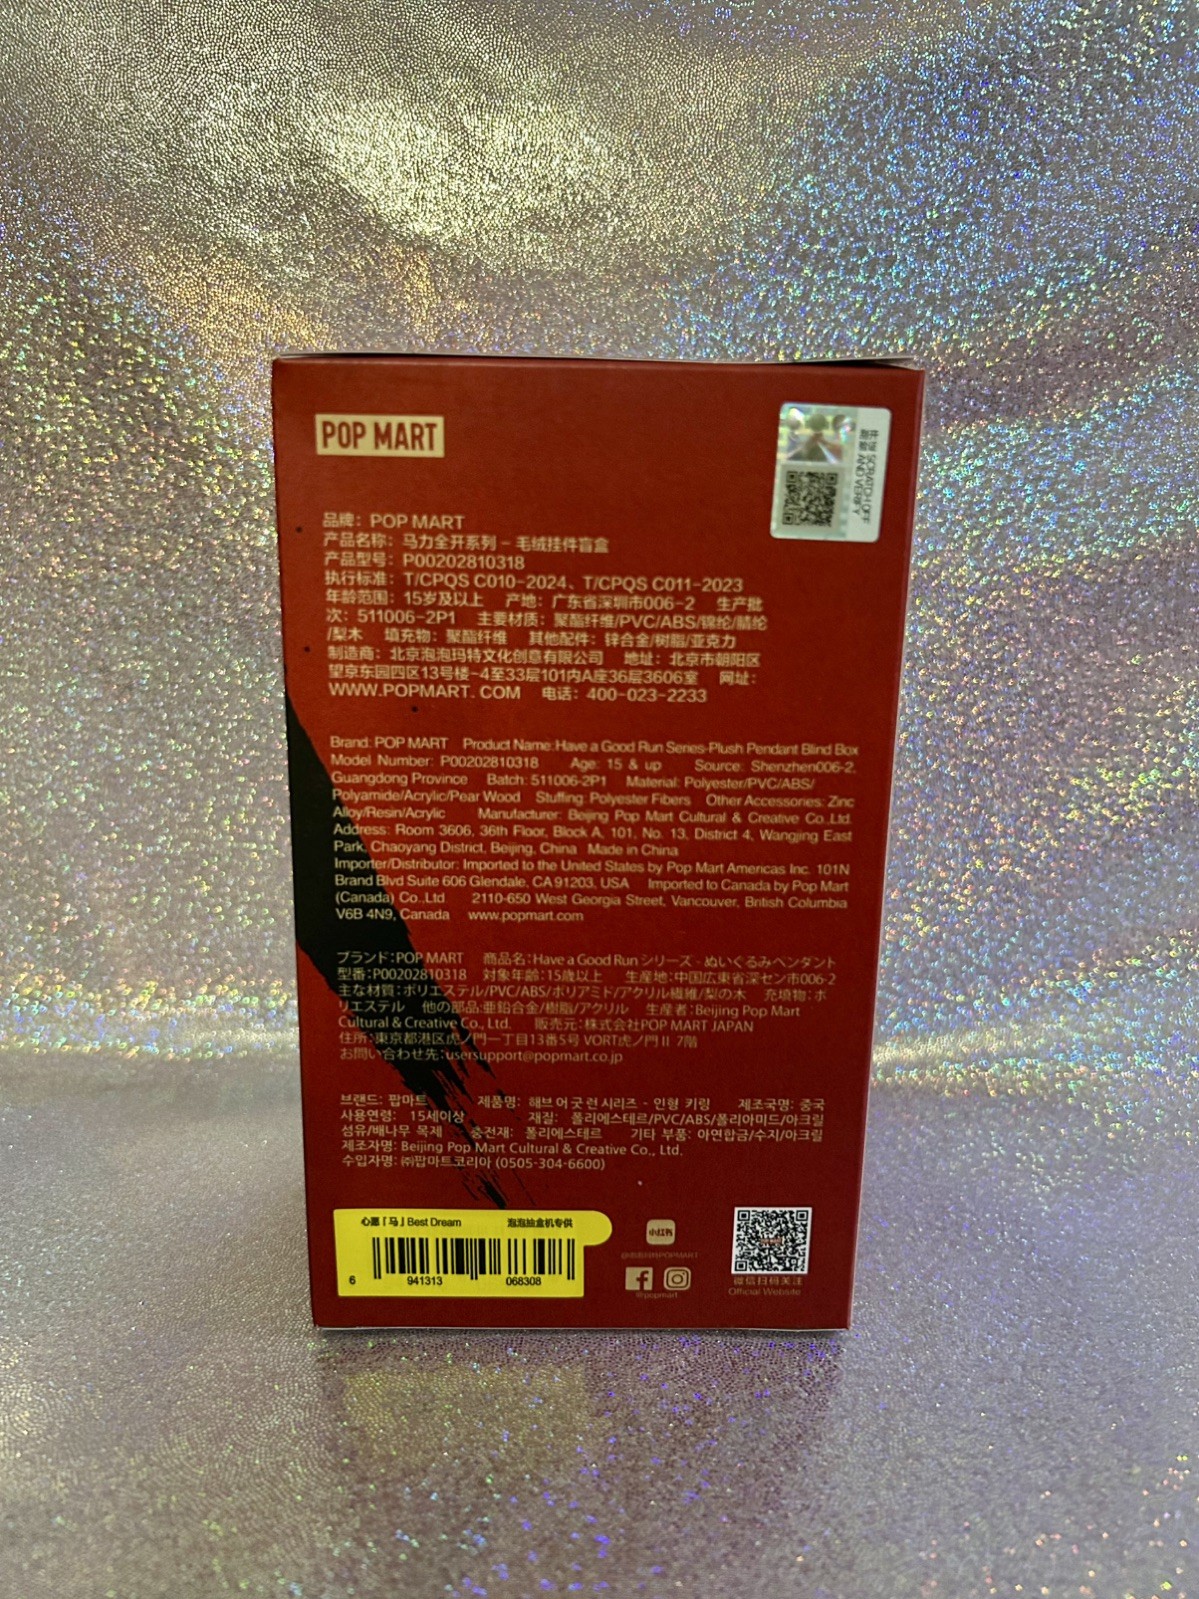 POP MART
SCRATCH OFF
AND VERIFY
品牌：POP MART
产品名称：马力全开系列－毛绒挂件盲盒
产品型号：P00202810318
执行标准：T/CPQS C010-2024、T/CPQS C011-2023
年龄范围：15岁及以上 产地：广东省深圳市006-2 生产批
次：511006-2P1 主要材质：聚酯纤维/PVC/ABS/锦纶/腈纶
/梨木 填充物：聚酯纤维 其他配件：锌合金/树脂/亚克力
制造商：北京泡泡玛特文化创意有限公司 地址：北京市朝阳区
望京东园四区13号楼-4至33层101内A座36层3606室 网址：
WWW.POPMART.COM 电话：400-023-2233
Brand: POP MART Product Name: Have a Good Run Series-Plush Pendant Blind Box
Model Number: P00202810318 Age: 15 & up Source: Shenzhen006-2,
Guangdong Province Batch: 511006-2P1 Material: Polyester/PVC/ABS/
Polyamide/Acrylic/Pear Wood Stuffing: Polyester Fibers Other Accessories: Zinc
Alloy/Resin/Acrylic Manufacturer: Beijing Pop Mart Cultural & Creative Co.,Ltd.
Address: Room 3606, 36th Floor, Block A, 101, No. 13, District 4, Wangjing East
Park, Chaoyang District, Beijing, China Made in China
Importer/Distributor: Imported to the United States by Pop Mart Americas Inc. 101N
Brand Blvd Suite 606 Glendale, CA 91203, USA Imported to Canada by Pop Mart
(Canada) Co.,Ltd 2110-650 West Georgia Street, Vancouver, British Columbia
V6B 4N9, Canada www.popmart.com
ブランド：POP MART 商品名：Have a Good Run シリーズ - ぬいぐるみペンダント
型番：P00202810318 対象年齢：15歳以上 生産地：中国広東省深セン市006-2
主な材質：ポリエステル/PVC/ABS/ポリアミド/アクリル繊維/梨の木 充填物：ポ
リエステル 他の部品：亜鉛合金/樹脂/アクリル 生産者：Beijing Pop Mart
Cultural & Creative Co., Ltd. 販売元：株式会社POP MART JAPAN
住所：東京都港区虎ノ門一丁目13番5号 VORT虎ノ門Ⅱ 7階
お問い合わせ先：usersupport@popmart.co.jp
브랜드: 팝마트 제품명: 해브 어 굿 런 시리즈 - 인형 키링 제조국명: 중국
사용연령: 15세이상 재질: 폴리에스테르/PVC/ABS/폴리아미드/아크릴
섬유/배나무 목재 충전재: 폴리에스테르 기타 부품: 아연합금/수지/아크릴
제조자명: Beijing Pop Mart Cultural & Creative Co., Ltd.
수입자명: ㈜팝마트코리아 (0505-304-6600)
心愿「马」Best Dream 泡泡抽盒机专供
6 941313 068308
小红书
@popmart
微信扫码关注
Official Website